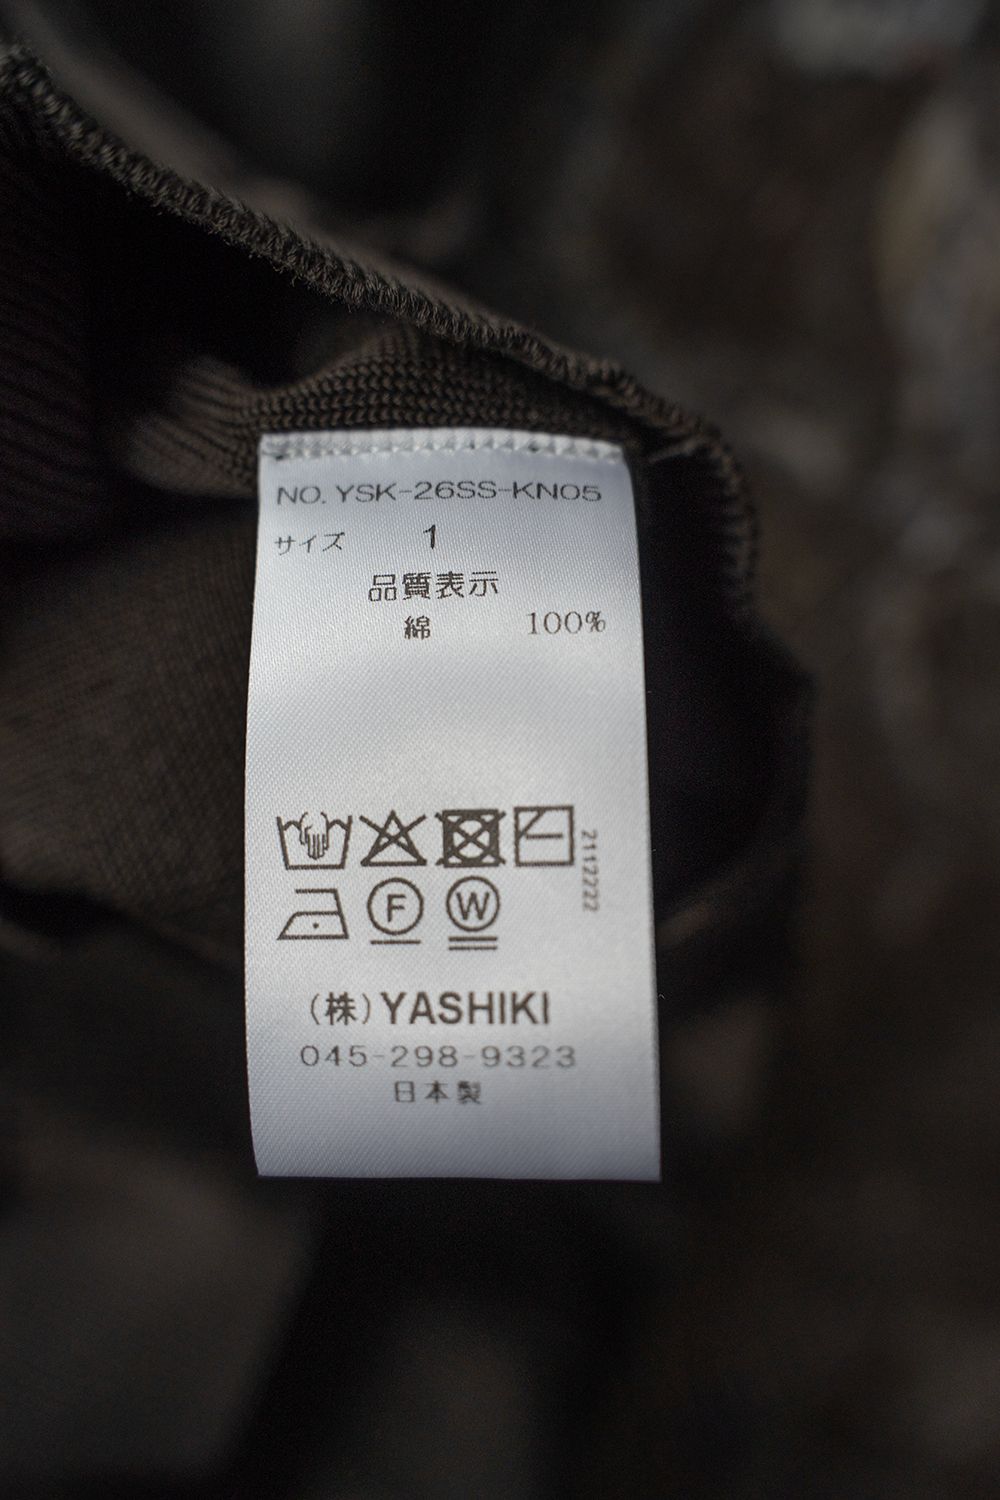 NO. YSK-26SS-KN05
サイズ 1
品質表示
綿 100%
2112222
F W
(株) YASHIKI
045-298-9323
日本製